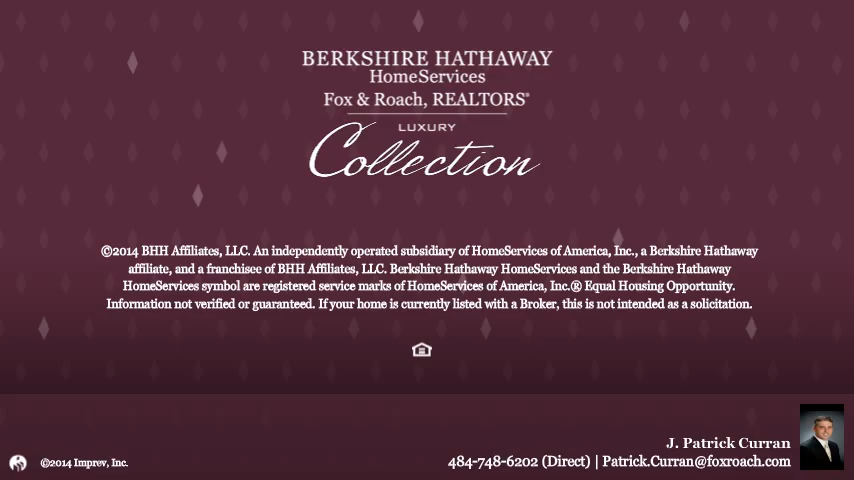 BERKSHIRE HATHAWAY
HomeServices
Fox & Roach, REALTORS®
LUXURY
Collection
©2014 BHH Affiliates, LLC. An independently operated subsidiary of HomeServices of America, Inc., a Berkshire Hathaway
affiliate, and a franchisee of BHH Affiliates, LLC. Berkshire Hathaway HomeServices and the Berkshire Hathaway
HomeServices symbol are registered service marks of HomeServices of America, Inc.® Equal Housing Opportunity.
Information not verified or guaranteed. If your home is currently listed with a Broker, this is not intended as a solicitation.
J. Patrick Curran
484-748-6202 (Direct) | Patrick.Curran@foxroach.com
©2014 Imprev, Inc.